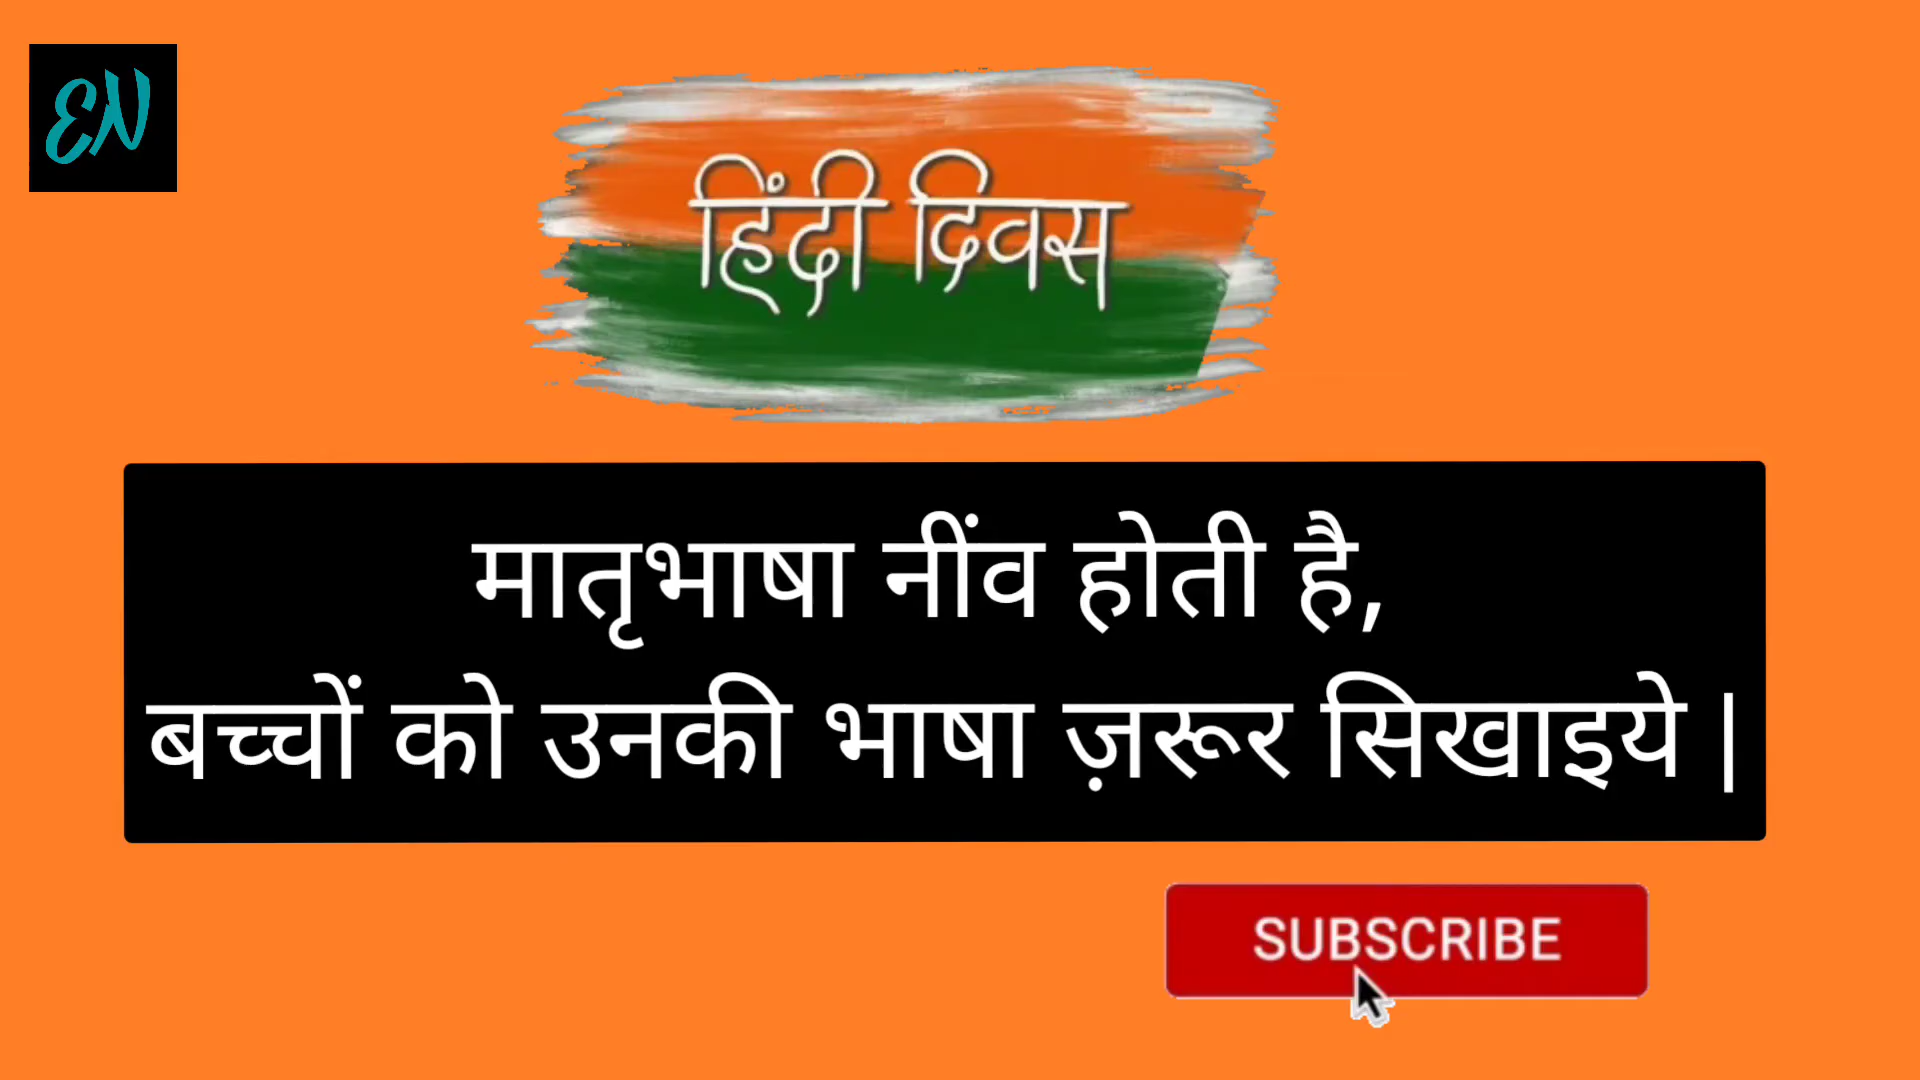 EN
हिंदी दिवस
मातृभाषा नींव होती है,
बच्चों को उनकी भाषा ज़रूर सिखाइये |
SUBSCRIBE